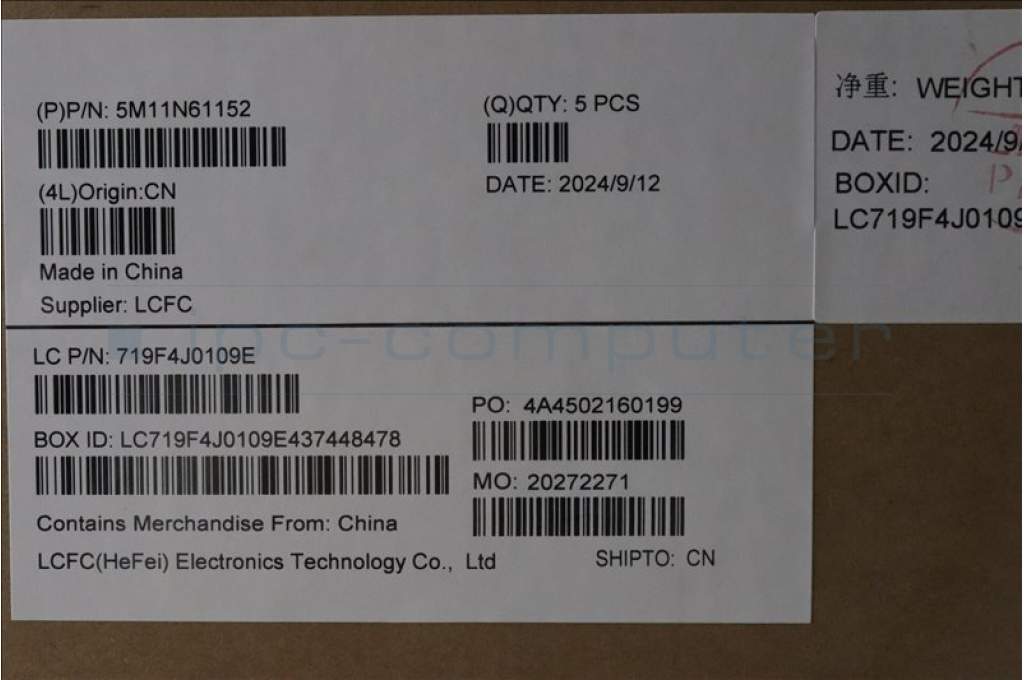 (P)P/N: 5M11N61152
(4L)Origin:CN
Made in China
Supplier: LCFC
(Q)QTY: 5 PCS
DATE: 2024/9/12
LC P/N: 719F4J0109E
BOX ID: LC719F4J0109E437448478
Contains Merchandise From: China
LCFC(HeFei) Electronics Technology Co., Ltd
PO: 4A4502160199
MO: 20272271
SHIPTO: CN
净重: WEIGHT
DATE: 2024/9/
BOXID:
LC719F4J0109
ipc-computer